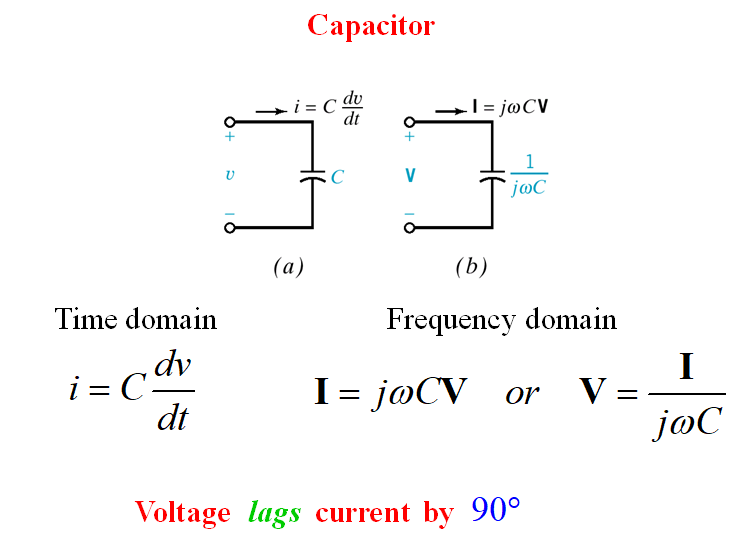 Capacitor
i = C dv/dt
I = jωCV
+
+
v
C
V
1/jωC
−
−
(a)
(b)
Time domain
Frequency domain
i = C dv/dt
I = jωCV or V = I/jωC
Voltage lags current by 90°